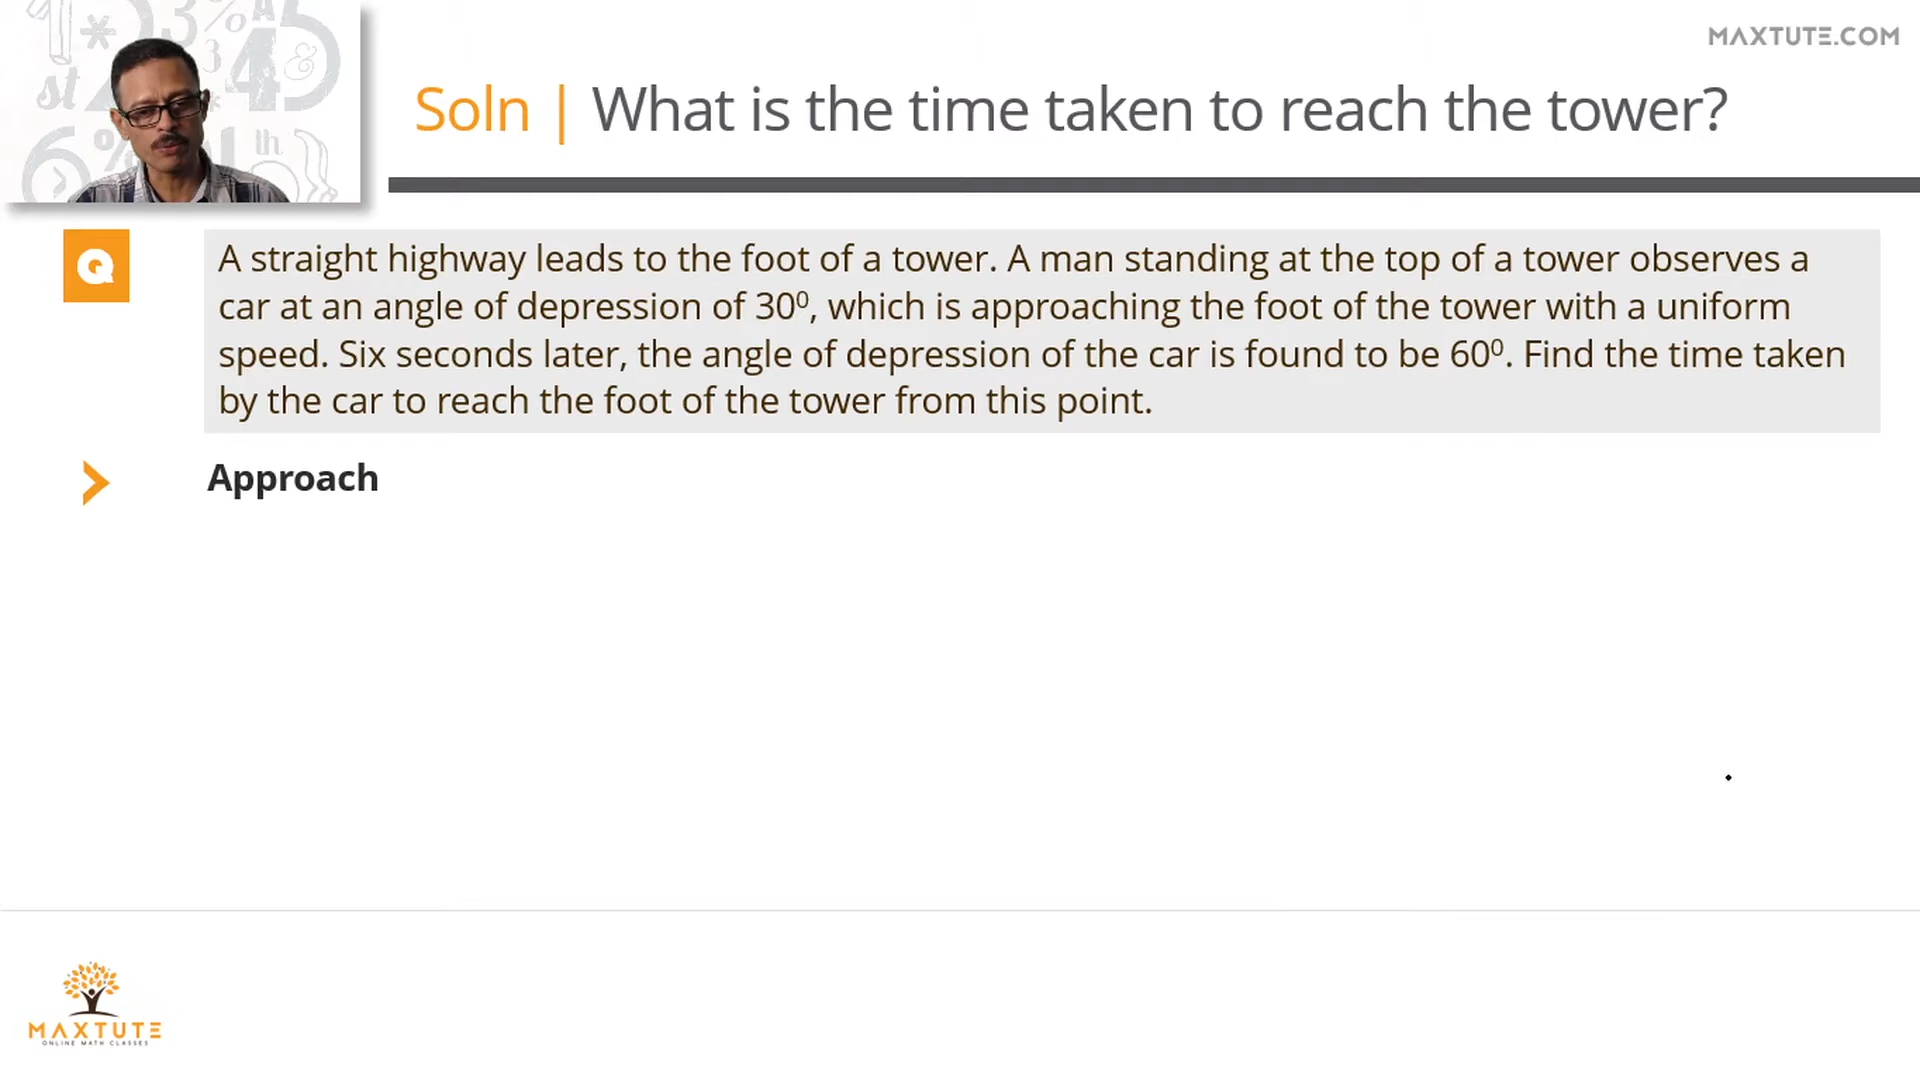 MAXTUTE.COM
Soln | What is the time taken to reach the tower?
Q
A straight highway leads to the foot of a tower. A man standing at the top of a tower observes a
car at an angle of depression of 30⁰, which is approaching the foot of the tower with a uniform
speed. Six seconds later, the angle of depression of the car is found to be 60⁰. Find the time taken
by the car to reach the foot of the tower from this point.
Approach
MAXTUTE
ONLINE MATH CLASSES